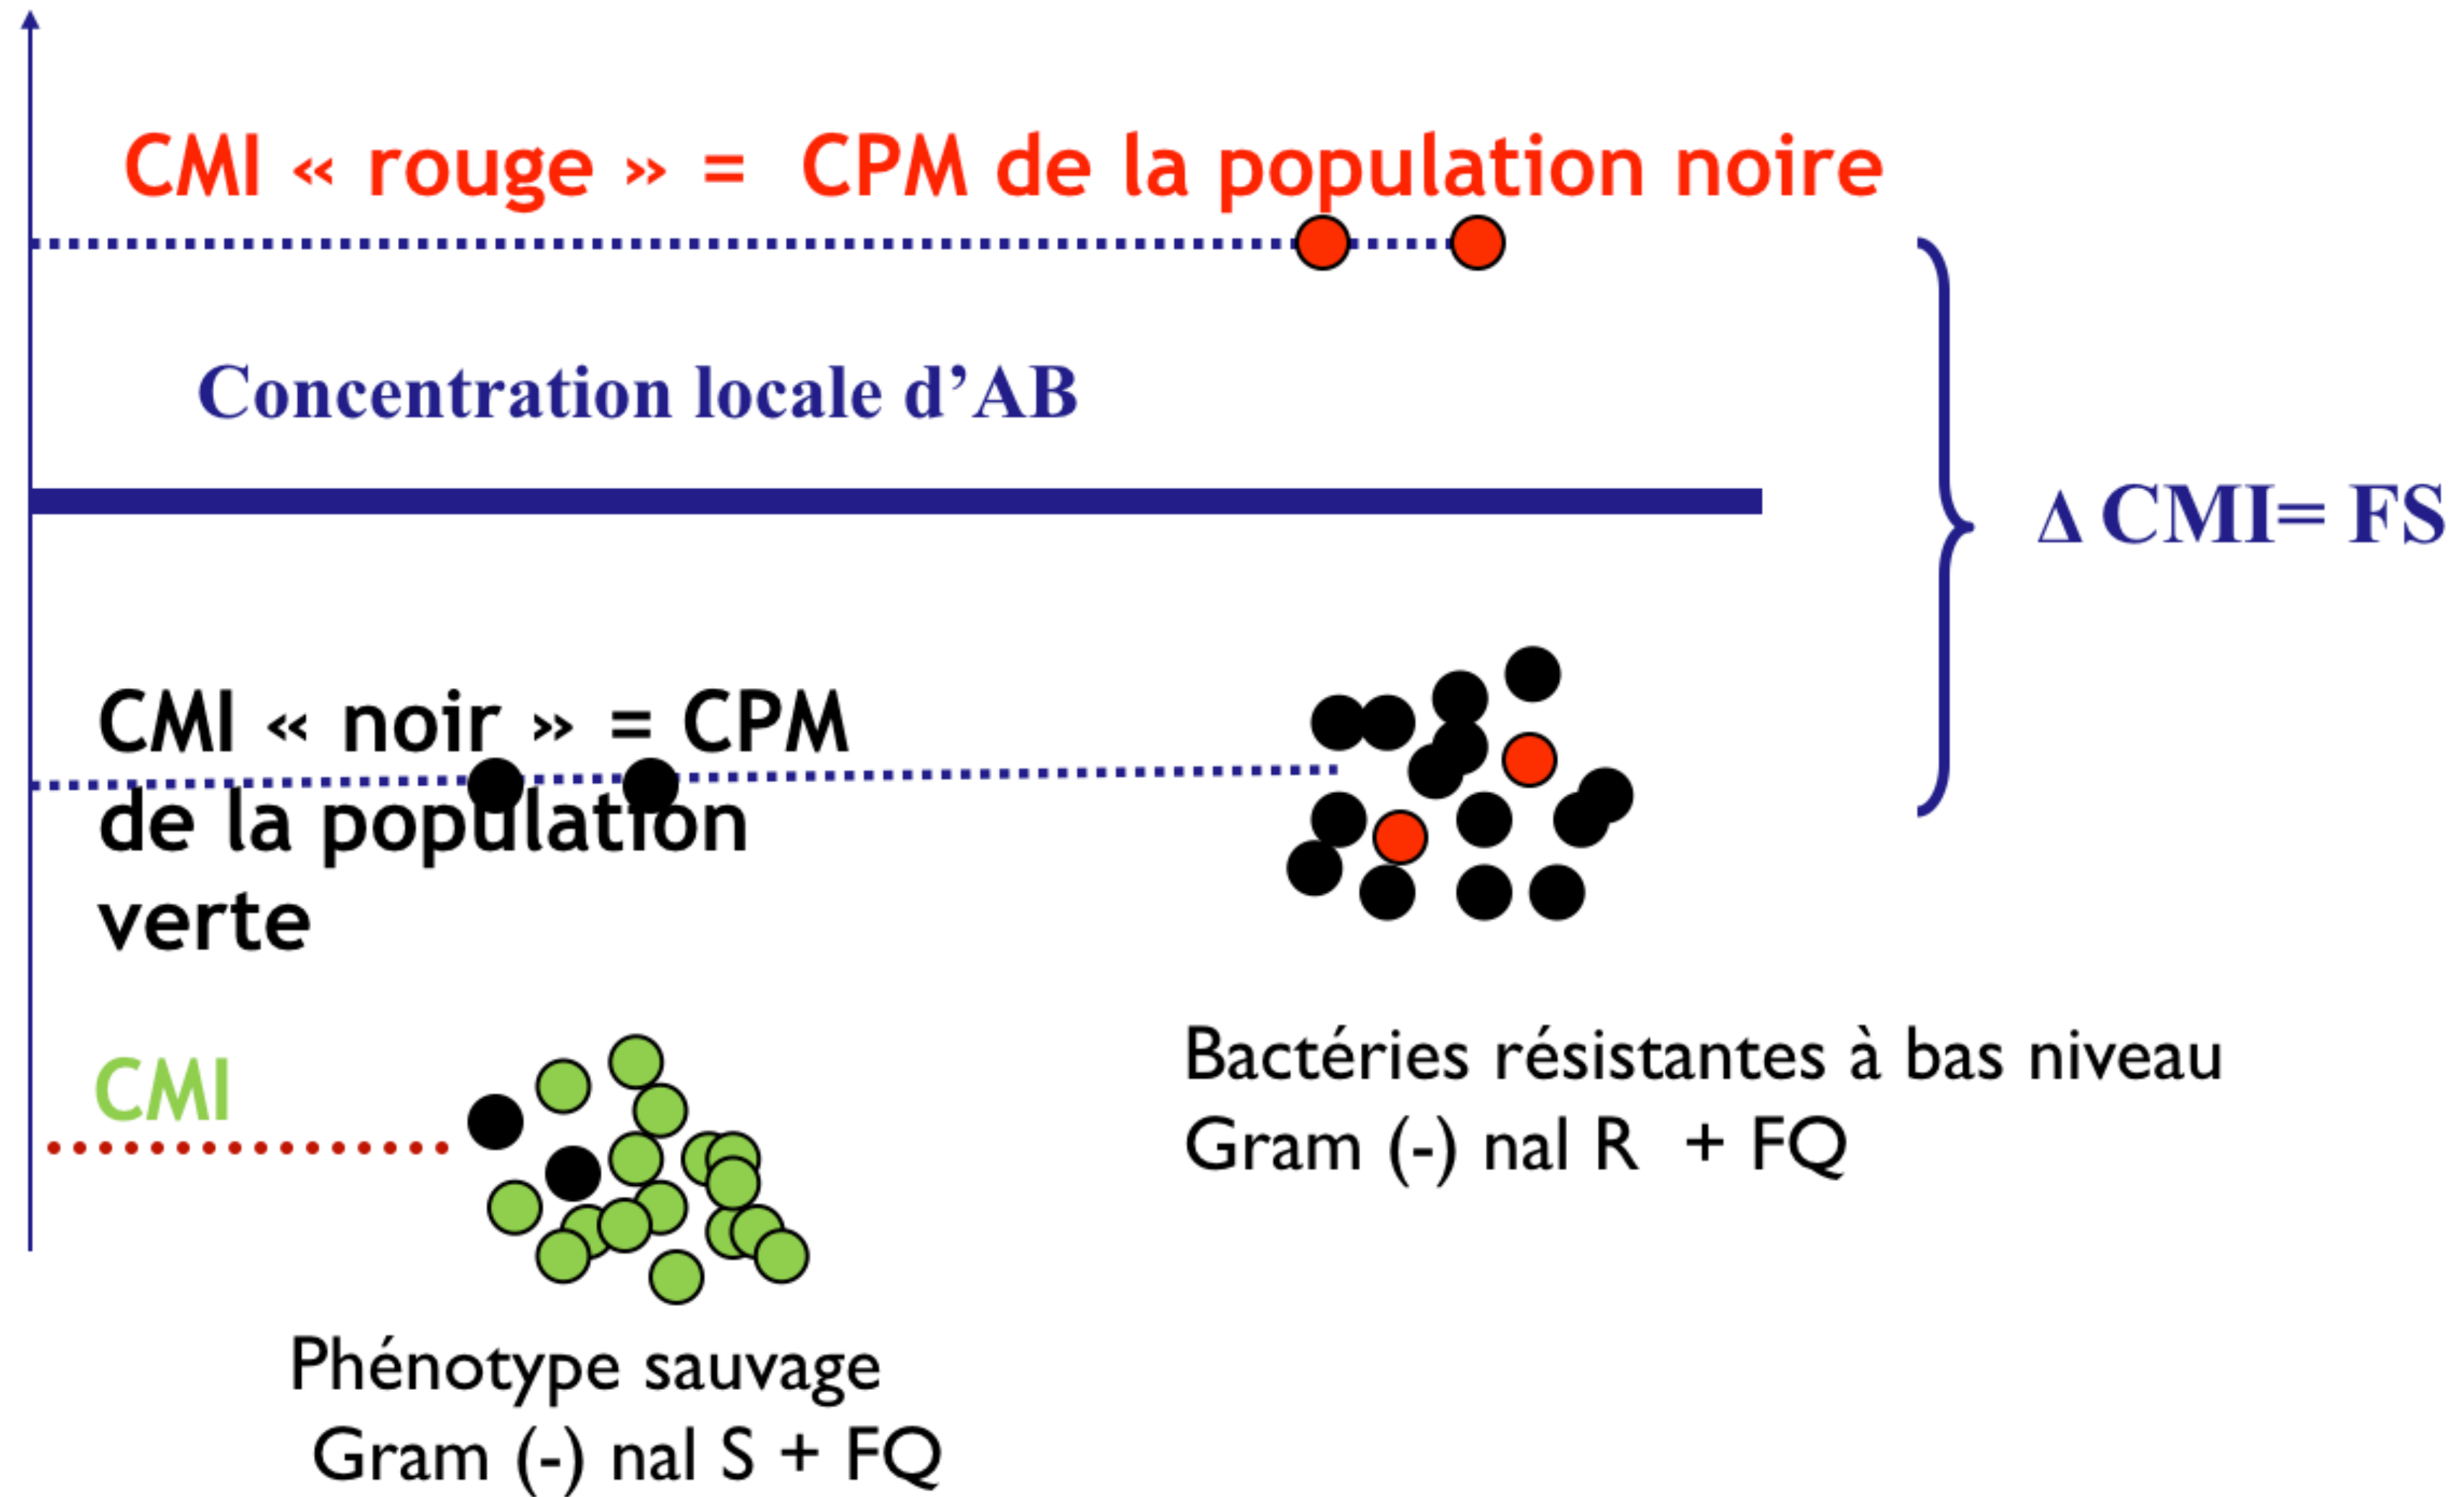 CMI « rouge » = CPM de la population noire
Concentration locale d’AB
Δ CMI= FS
CMI « noir » = CPM
de la population
verte
CMI
Bactéries résistantes à bas niveau
Gram (-) nal R + FQ
Phénotype sauvage
Gram (-) nal S + FQ